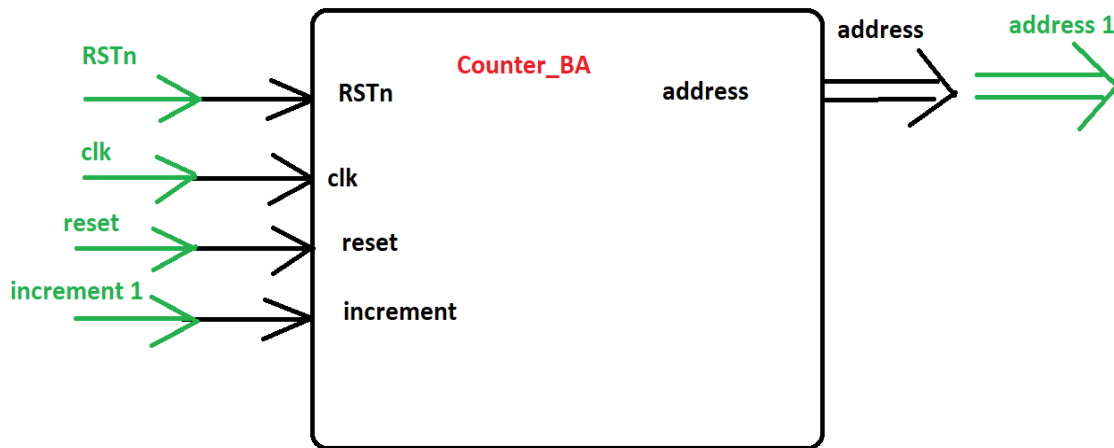 RSTn
clk
reset
increment 1
Counter_BA
RSTn
clk
reset
increment
address
address
address 1